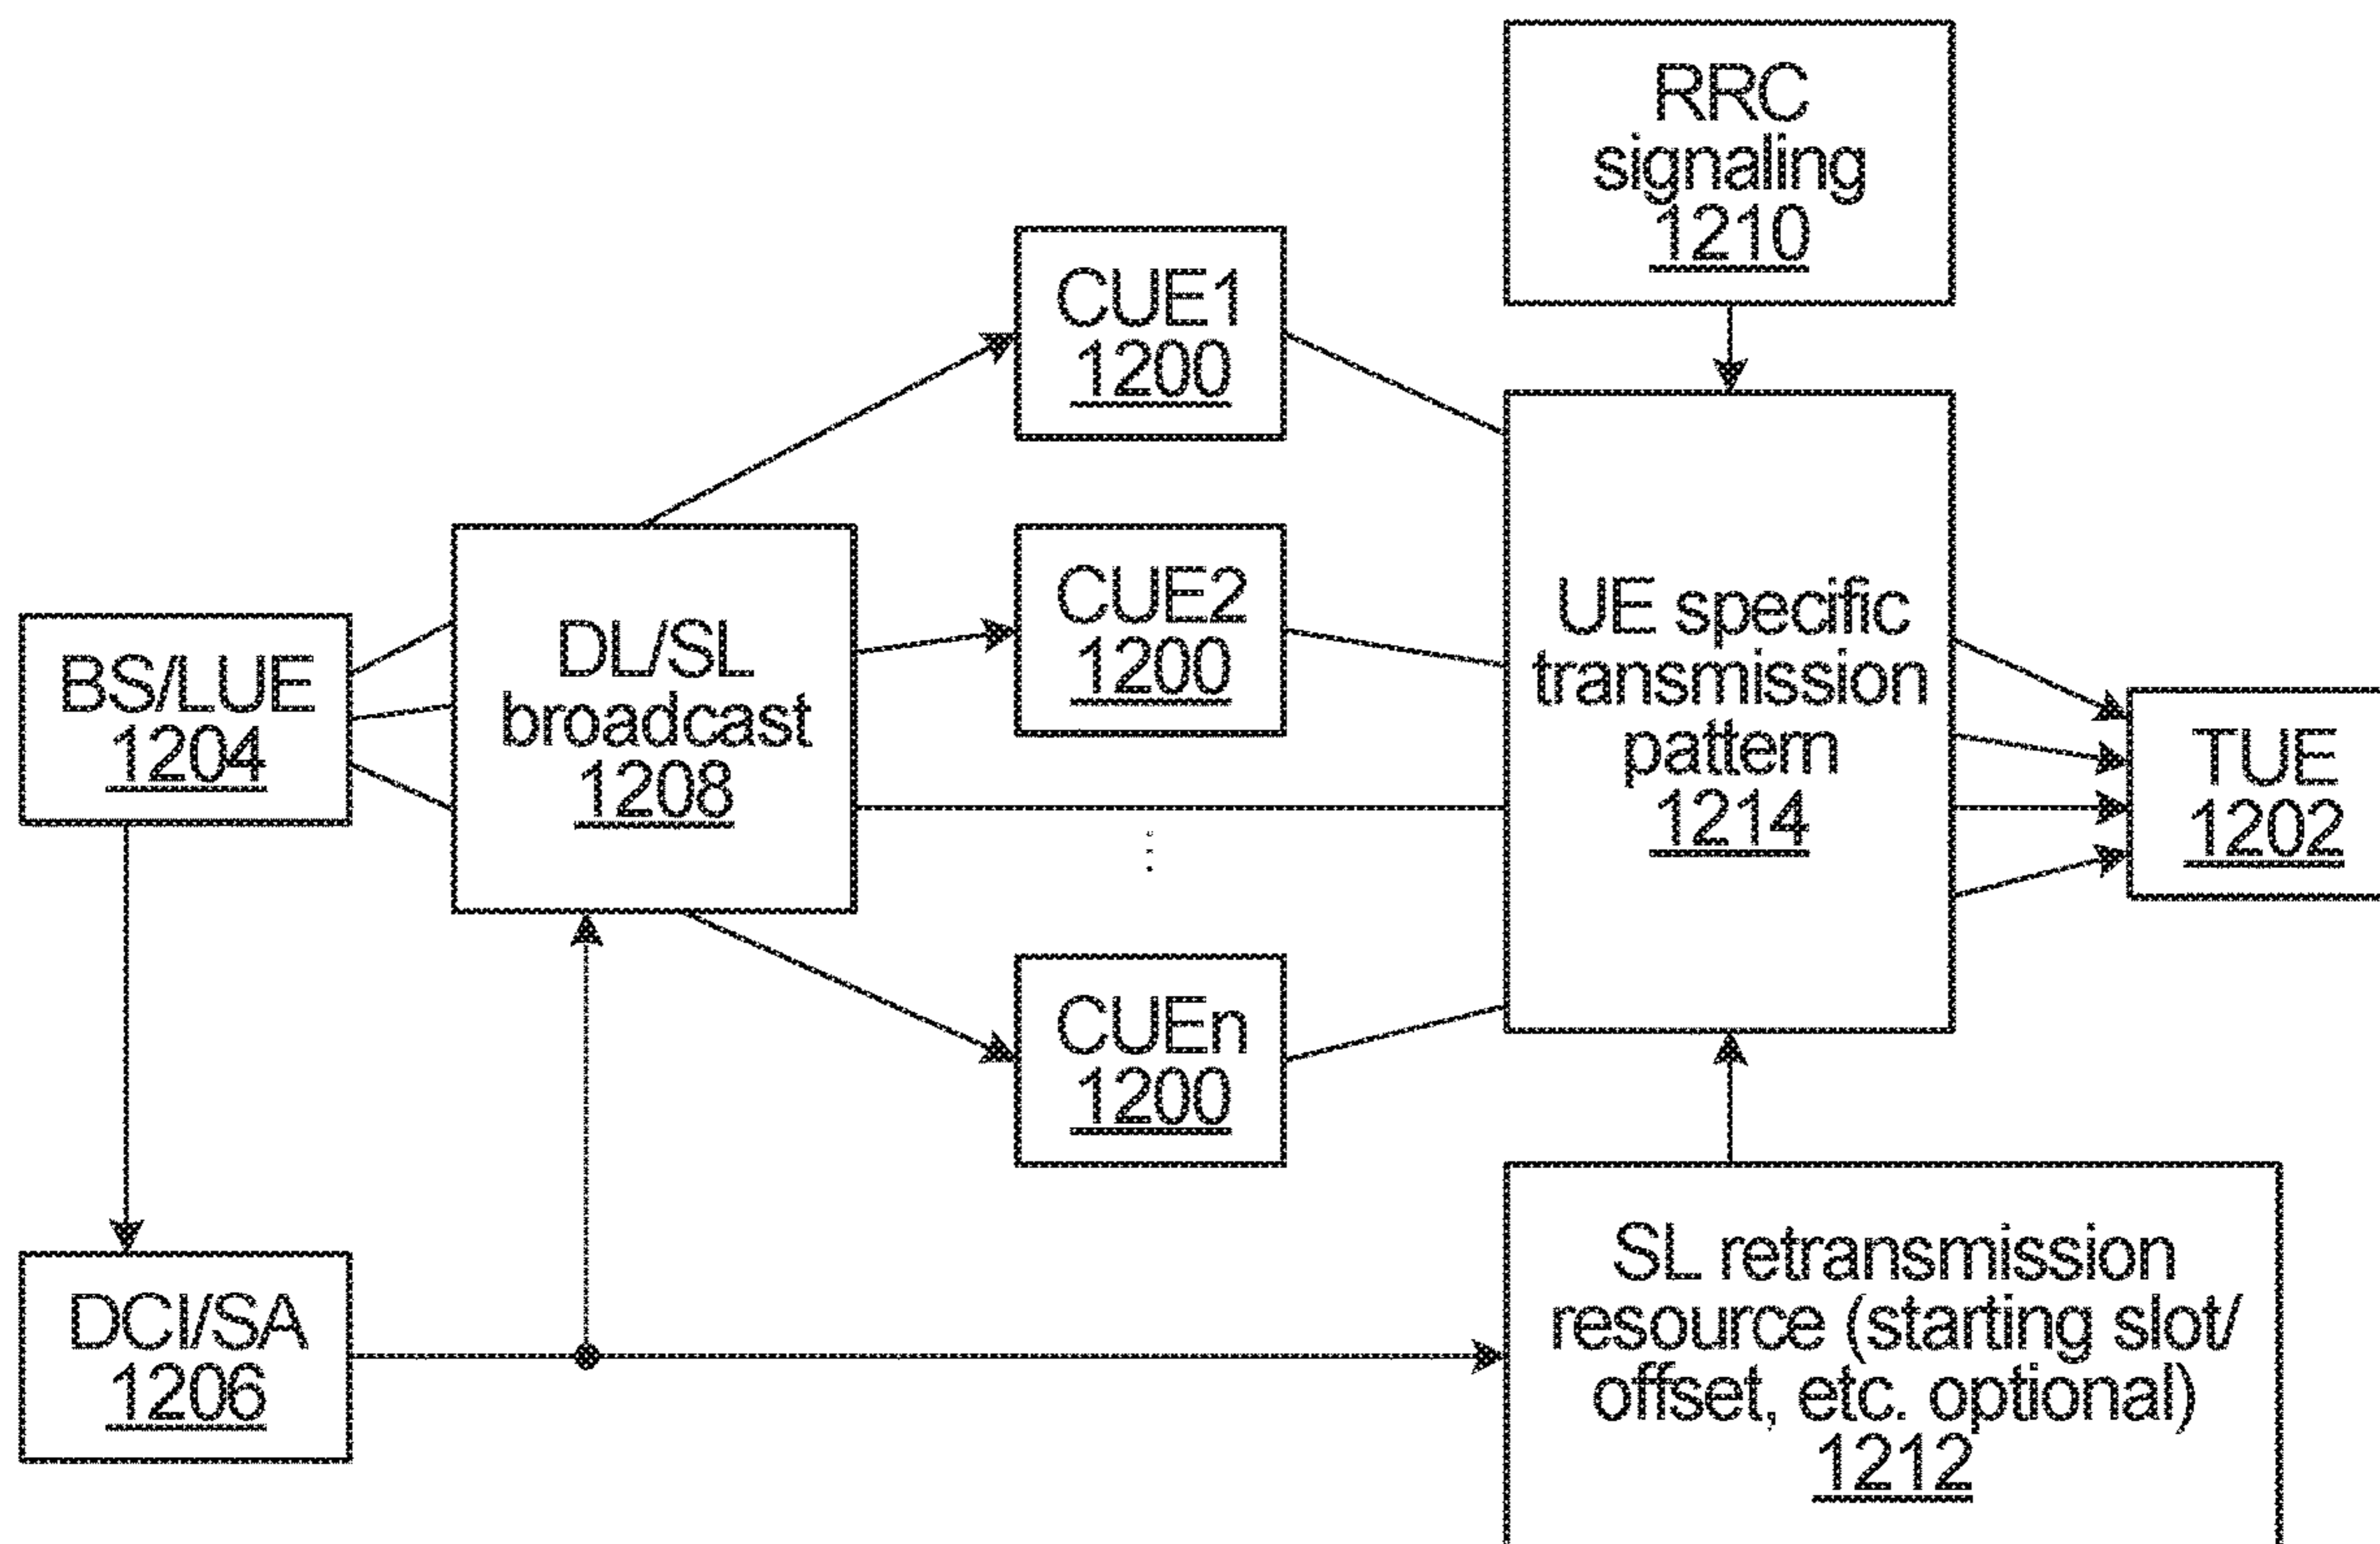 RRC
signaling
1210
CUE1
1200
CUE2
1200
BS/LUE
1204
DL/SL
broadcast
1208
UE specific
transmission
pattern
1214
TUE
1202
...
CUEn
1200
DCI/SA
1206
SL retransmission
resource (starting slot/
offset, etc. optional)
1212